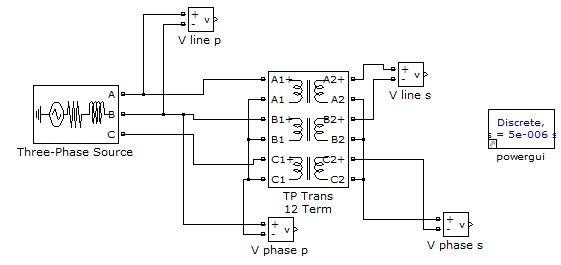 +
-
v
V line p
A
B
C
Three-Phase Source
A1+
A1
B1+
B1
C1+
C1
A2+
A2
B2+
B2
C2+
C2
TP Trans
12 Term
+
-
v
V line s
Discrete,
s = 5e-006 s
powergui
+
-
v
V phase p
+
-
v
V phase s